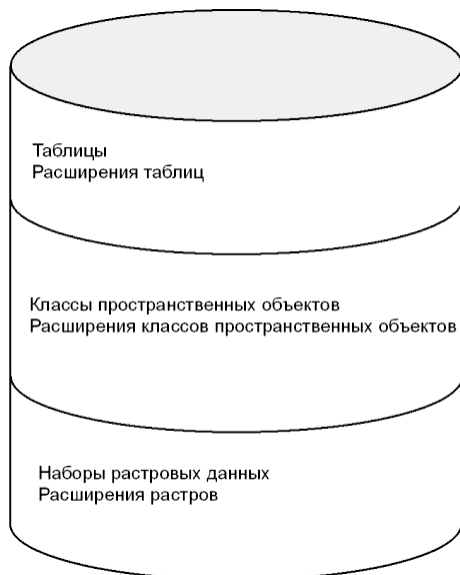 Таблицы
Расширения таблиц
Классы пространственных объектов
Расширения классов пространственных объектов
Наборы растровых данных
Расширения растров